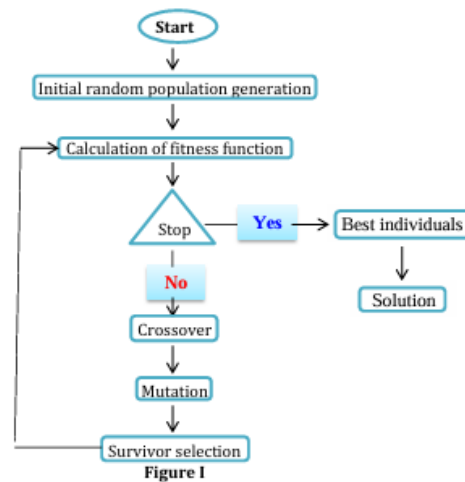 Start
Initial random population generation
Calculation of fitness function
Stop
Yes
Best individuals
Solution
No
Crossover
Mutation
Survivor selection
Figure I